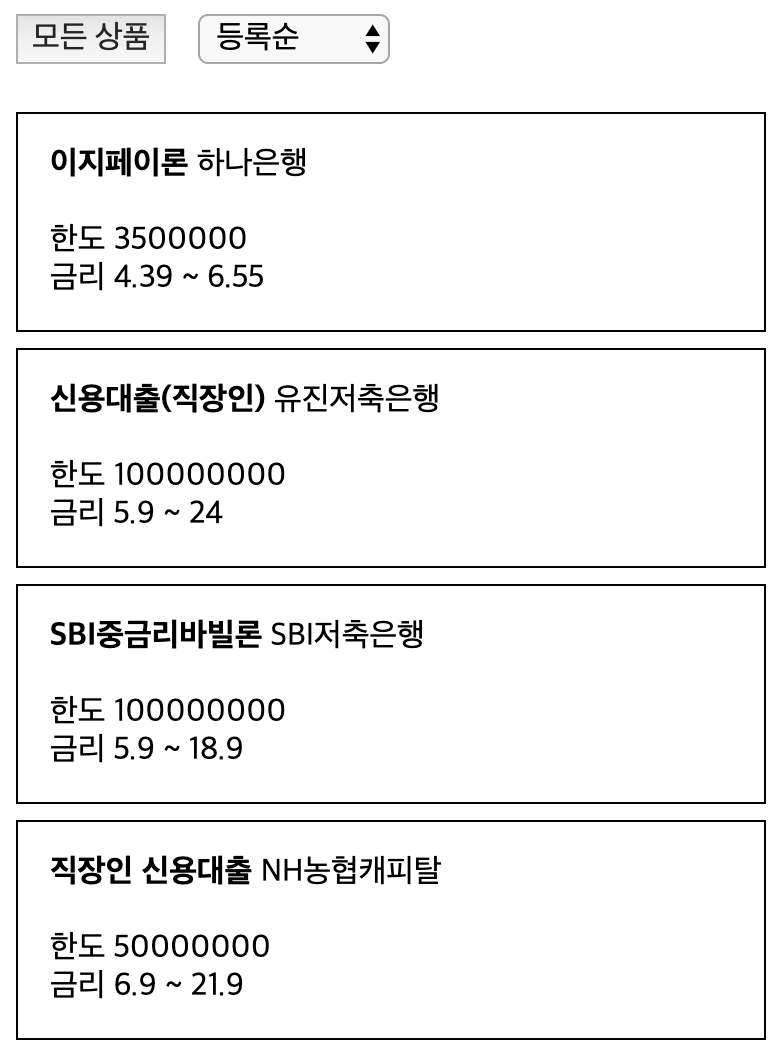 모든 상품 등록순
이지페이론 하나은행
한도 3500000
금리 4.39 ~ 6.55
신용대출(직장인) 유진저축은행
한도 100000000
금리 5.9 ~ 24
SBI중금리바빌론 SBI저축은행
한도 100000000
금리 5.9 ~ 18.9
직장인 신용대출 NH농협캐피탈
한도 50000000
금리 6.9 ~ 21.9